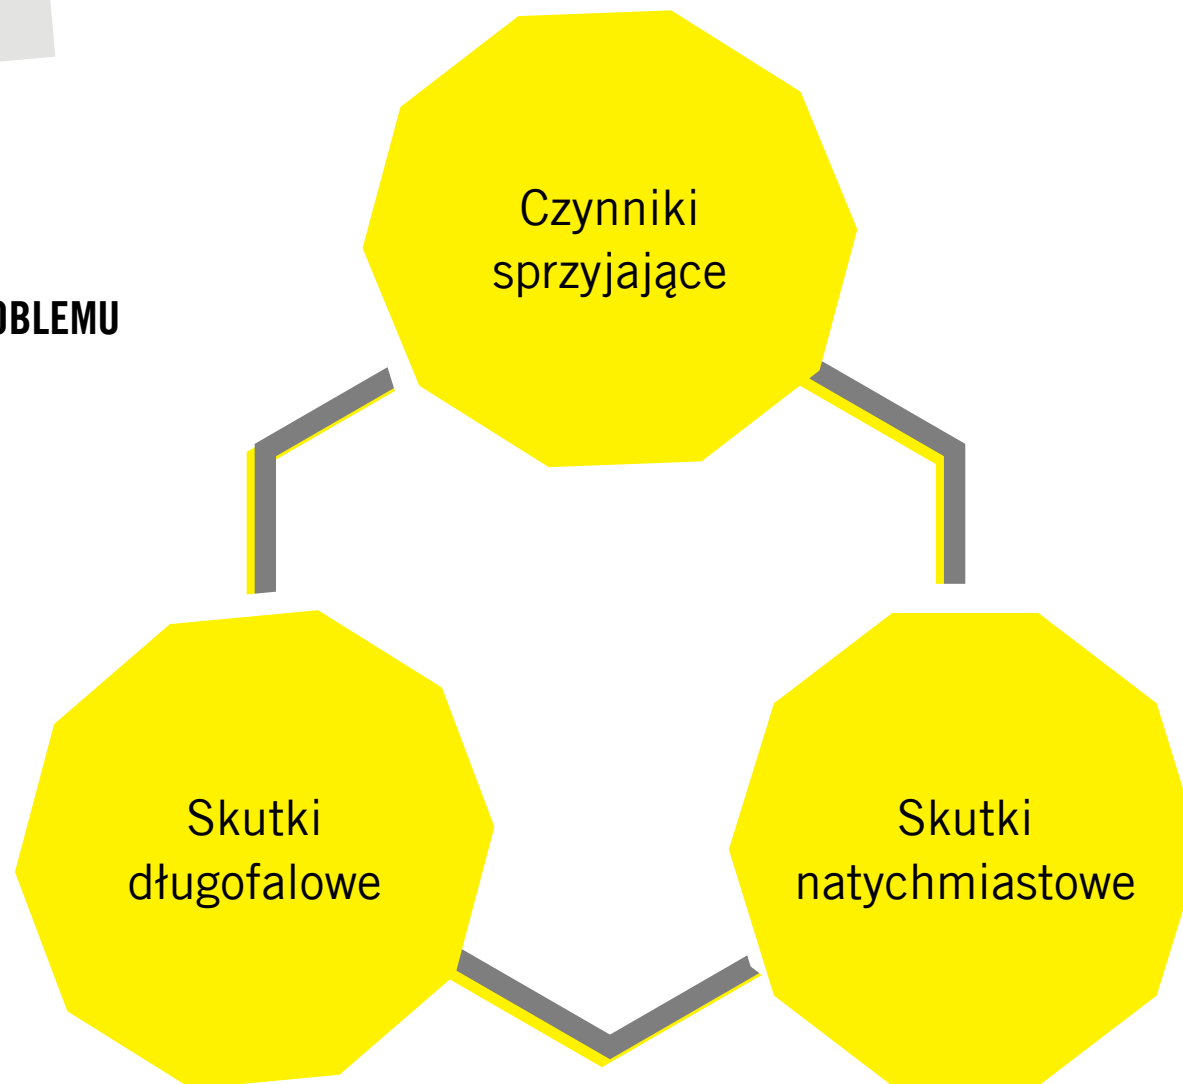 Czynniki
sprzyjające
OBLEMU
Skutki
długofalowe
Skutki
natychmiastowe